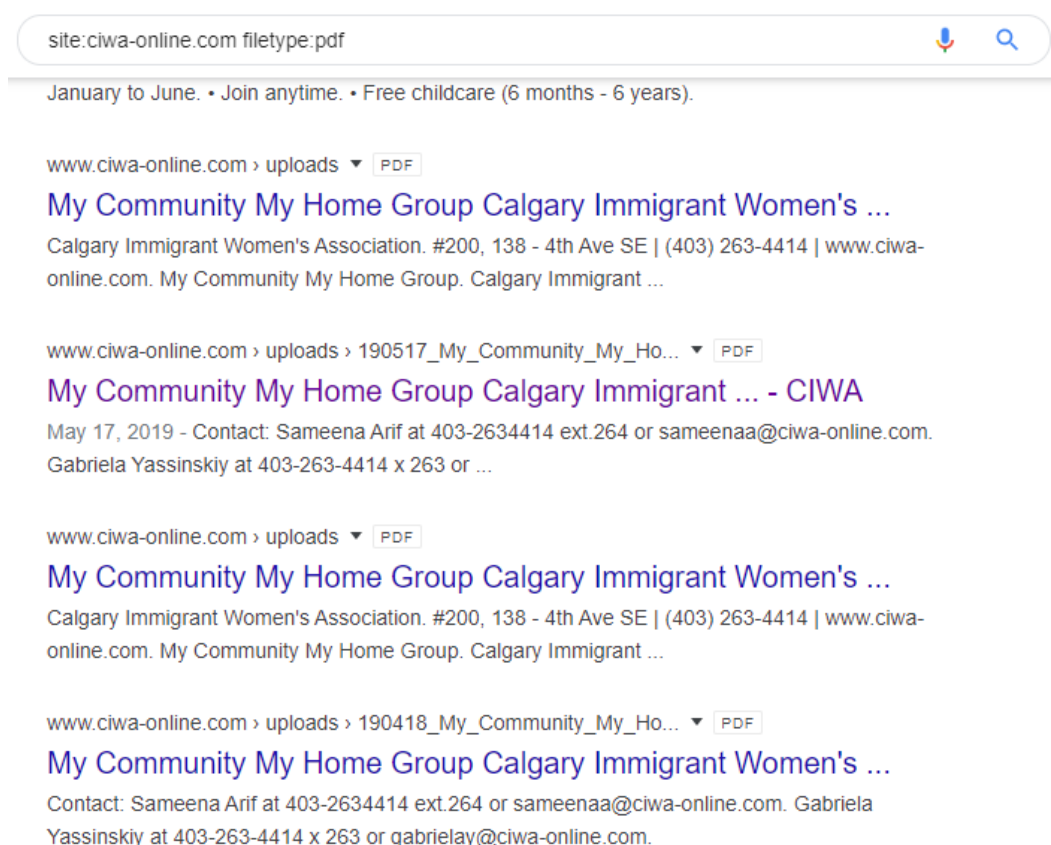 site:ciwa-online.com filetype:pdf
January to June. • Join anytime. • Free childcare (6 months - 6 years).
www.ciwa-online.com › uploads ▼ PDF
My Community My Home Group Calgary Immigrant Women's ...
Calgary Immigrant Women's Association. #200, 138 - 4th Ave SE | (403) 263-4414 | www.ciwa-
online.com. My Community My Home Group. Calgary Immigrant ...
www.ciwa-online.com › uploads › 190517_My_Community_My_Ho... ▼ PDF
My Community My Home Group Calgary Immigrant ... - CIWA
May 17, 2019 - Contact: Sameena Arif at 403-2634414 ext.264 or sameenaa@ciwa-online.com.
Gabriela Yassinskiy at 403-263-4414 x 263 or ...
www.ciwa-online.com › uploads ▼ PDF
My Community My Home Group Calgary Immigrant Women's ...
Calgary Immigrant Women's Association. #200, 138 - 4th Ave SE | (403) 263-4414 | www.ciwa-
online.com. My Community My Home Group. Calgary Immigrant ...
www.ciwa-online.com › uploads › 190418_My_Community_My_Ho... ▼ PDF
My Community My Home Group Calgary Immigrant Women's ...
Contact: Sameena Arif at 403-2634414 ext.264 or sameenaa@ciwa-online.com. Gabriela
Yassinskiy at 403-263-4414 x 263 or gabrielay@ciwa-online.com.